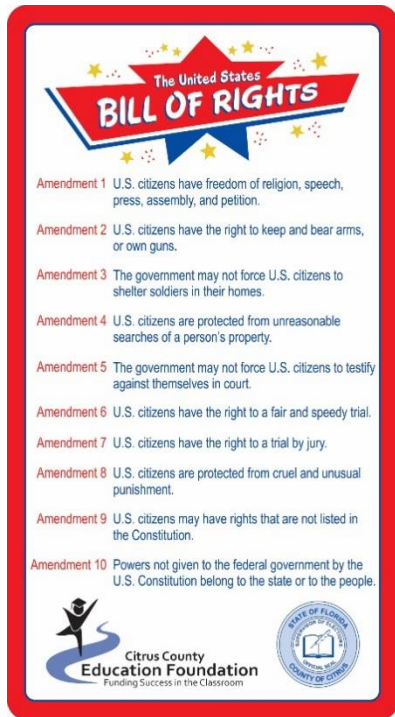 The United States
BILL OF RIGHTS
Amendment 1 U.S. citizens have freedom of religion, speech,
press, assembly, and petition.
Amendment 2 U.S. citizens have the right to keep and bear arms,
or own guns.
Amendment 3 The government may not force U.S. citizens to
shelter soldiers in their homes.
Amendment 4 U.S. citizens are protected from unreasonable
searches of a person's property.
Amendment 5 The government may not force U.S. citizens to testify
against themselves in court.
Amendment 6 U.S. citizens have the right to a fair and speedy trial.
Amendment 7 U.S. citizens have the right to a trial by jury.
Amendment 8 U.S. citizens are protected from cruel and unusual
punishment.
Amendment 9 U.S. citizens may have rights that are not listed in
the Constitution.
Amendment 10 Powers not given to the federal government by the
U.S. Constitution belong to the state or to the people.
Citrus County
Education Foundation
Funding Success in the Classroom
STATE OF FLORIDA
SUPERVISOR OF ELECTIONS
OFFICIAL SEAL
COUNTY OF CITRUS